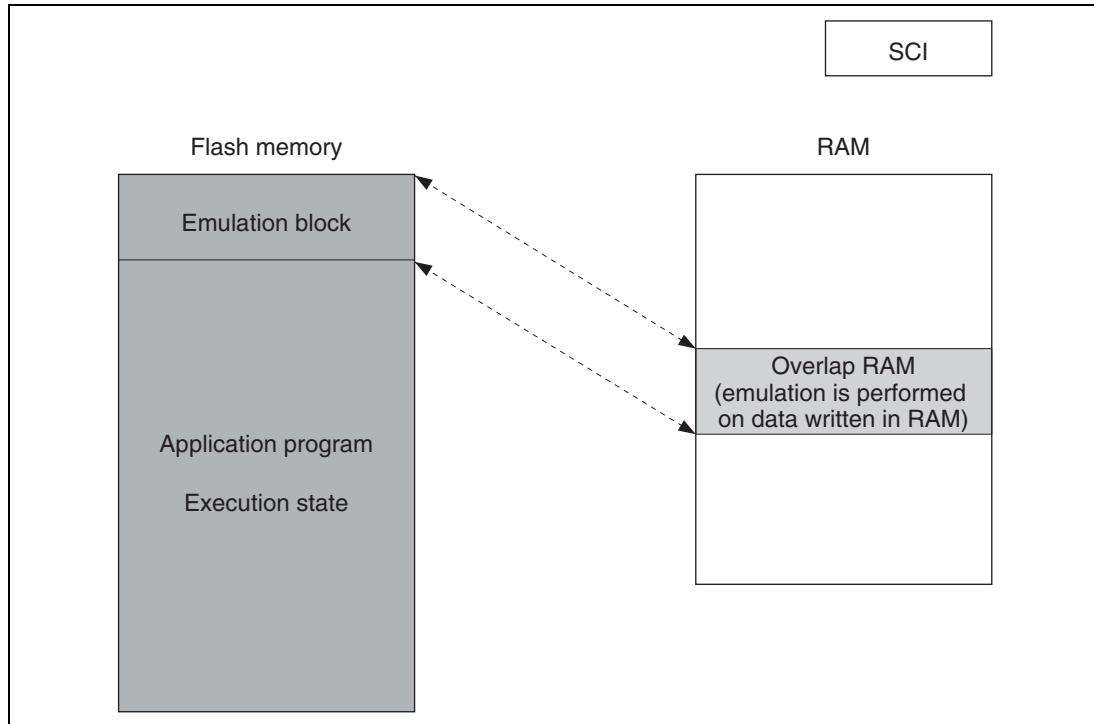 SCI
Flash memory
RAM
Emulation block
Overlap RAM
(emulation is performed
on data written in RAM)
Application program
Execution state